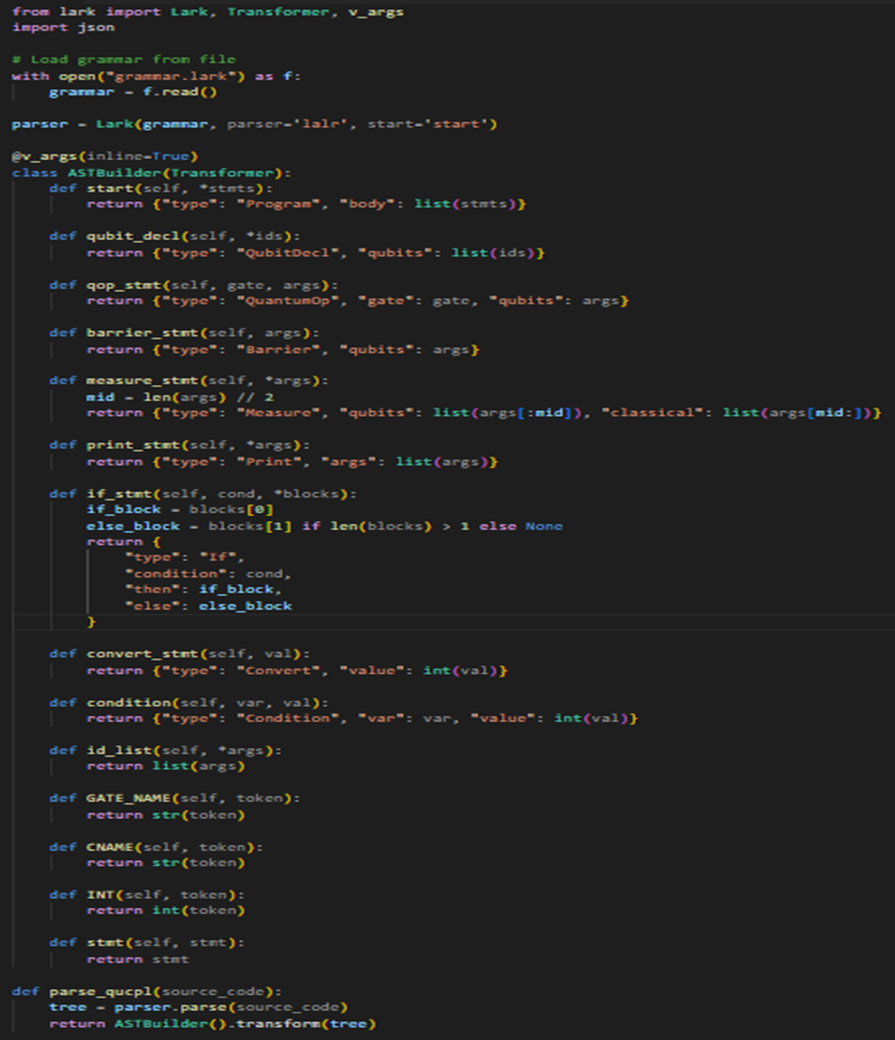 from lark import Lark, Transformer, v_args
import json
# Load grammar from file
with open("grammar.lark") as f:
    grammar = f.read()
parser = Lark(grammar, parser='lalr', start='start')
@v_args(inline=True)
class ASTBuilder(Transformer):
    def start(self, *stmts):
        return {"type": "Program", "body": list(stmts)}
    def qubit_decl(self, *ids):
        return {"type": "QubitDecl", "qubits": list(ids)}
    def qop_stmt(self, gate, args):
        return {"type": "QuantumOp", "gate": gate, "qubits": args}
    def barrier_stmt(self, args):
        return {"type": "Barrier", "qubits": args}
    def measure_stmt(self, *args):
        mid = len(args) // 2
        return {"type": "Measure", "qubits": list(args[:mid]), "classical": list(args[mid:])}
    def print_stmt(self, *args):
        return {"type": "Print", "args": list(args)}
    def if_stmt(self, cond, *blocks):
        if_block = blocks[0]
        else_block = blocks[1] if len(blocks) > 1 else None
        return {
            "type": "If",
            "condition": cond,
            "then": if_block,
            "else": else_block
        }
    def convert_stmt(self, val):
        return {"type": "Convert", "value": int(val)}
    def condition(self, var, val):
        return {"type": "Condition", "var": var, "value": int(val)}
    def id_list(self, *args):
        return list(args)
    def GATE_NAME(self, token):
        return str(token)
    def CNAME(self, token):
        return str(token)
    def INT(self, token):
        return int(token)
    def stmt(self, stmt):
        return stmt
def parse_qucpl(source_code):
    tree = parser.parse(source_code)
    return ASTBuilder().transform(tree)